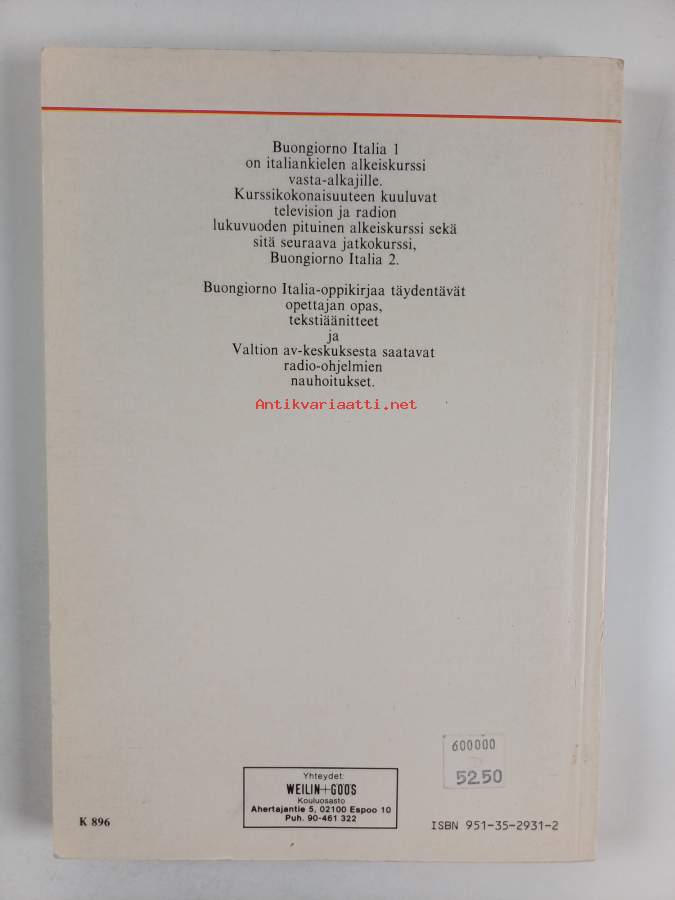 Buongiorno Italia 1
on italiankielen alkeiskurssi
vasta-alkajille.
Kurssikokonaisuuteen kuuluvat
television ja radion
lukuvuoden pituinen alkeiskurssi sekä
sitä seuraava jatkokurssi,
Buongiorno Italia 2.
Buongiorno Italia-oppikirjaa täydentävät
opettajan opas,
tekstiäänitteet
ja
Valtion av-keskuksesta saatavat
radio-ohjelmien
nauhoitukset.
Antikvariaatti.net
600000
52.50
Yhteydet:
WEILIN+GÖÖS
Kouluosasto
Ahertajantie 5, 02100 Espoo 10
Puh. 90-461 322
K 896
ISBN 951-35-2931-2